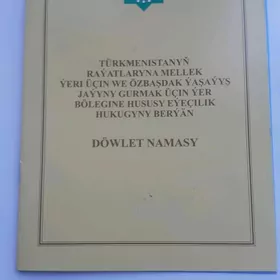 TÜRKMENISTANYŇ
RAÝATLARYNA MELLEK
ÝERI ÜÇIN WE ÖZBAŞDAK ÝAŞAÝYŞ
JAÝYNY GURMAK ÜÇIN ÝER
BÖLEGINE HUSUSY EÝEÇILIK
HUKUGYNY BERÝÄN
DÖWLET NAMASY